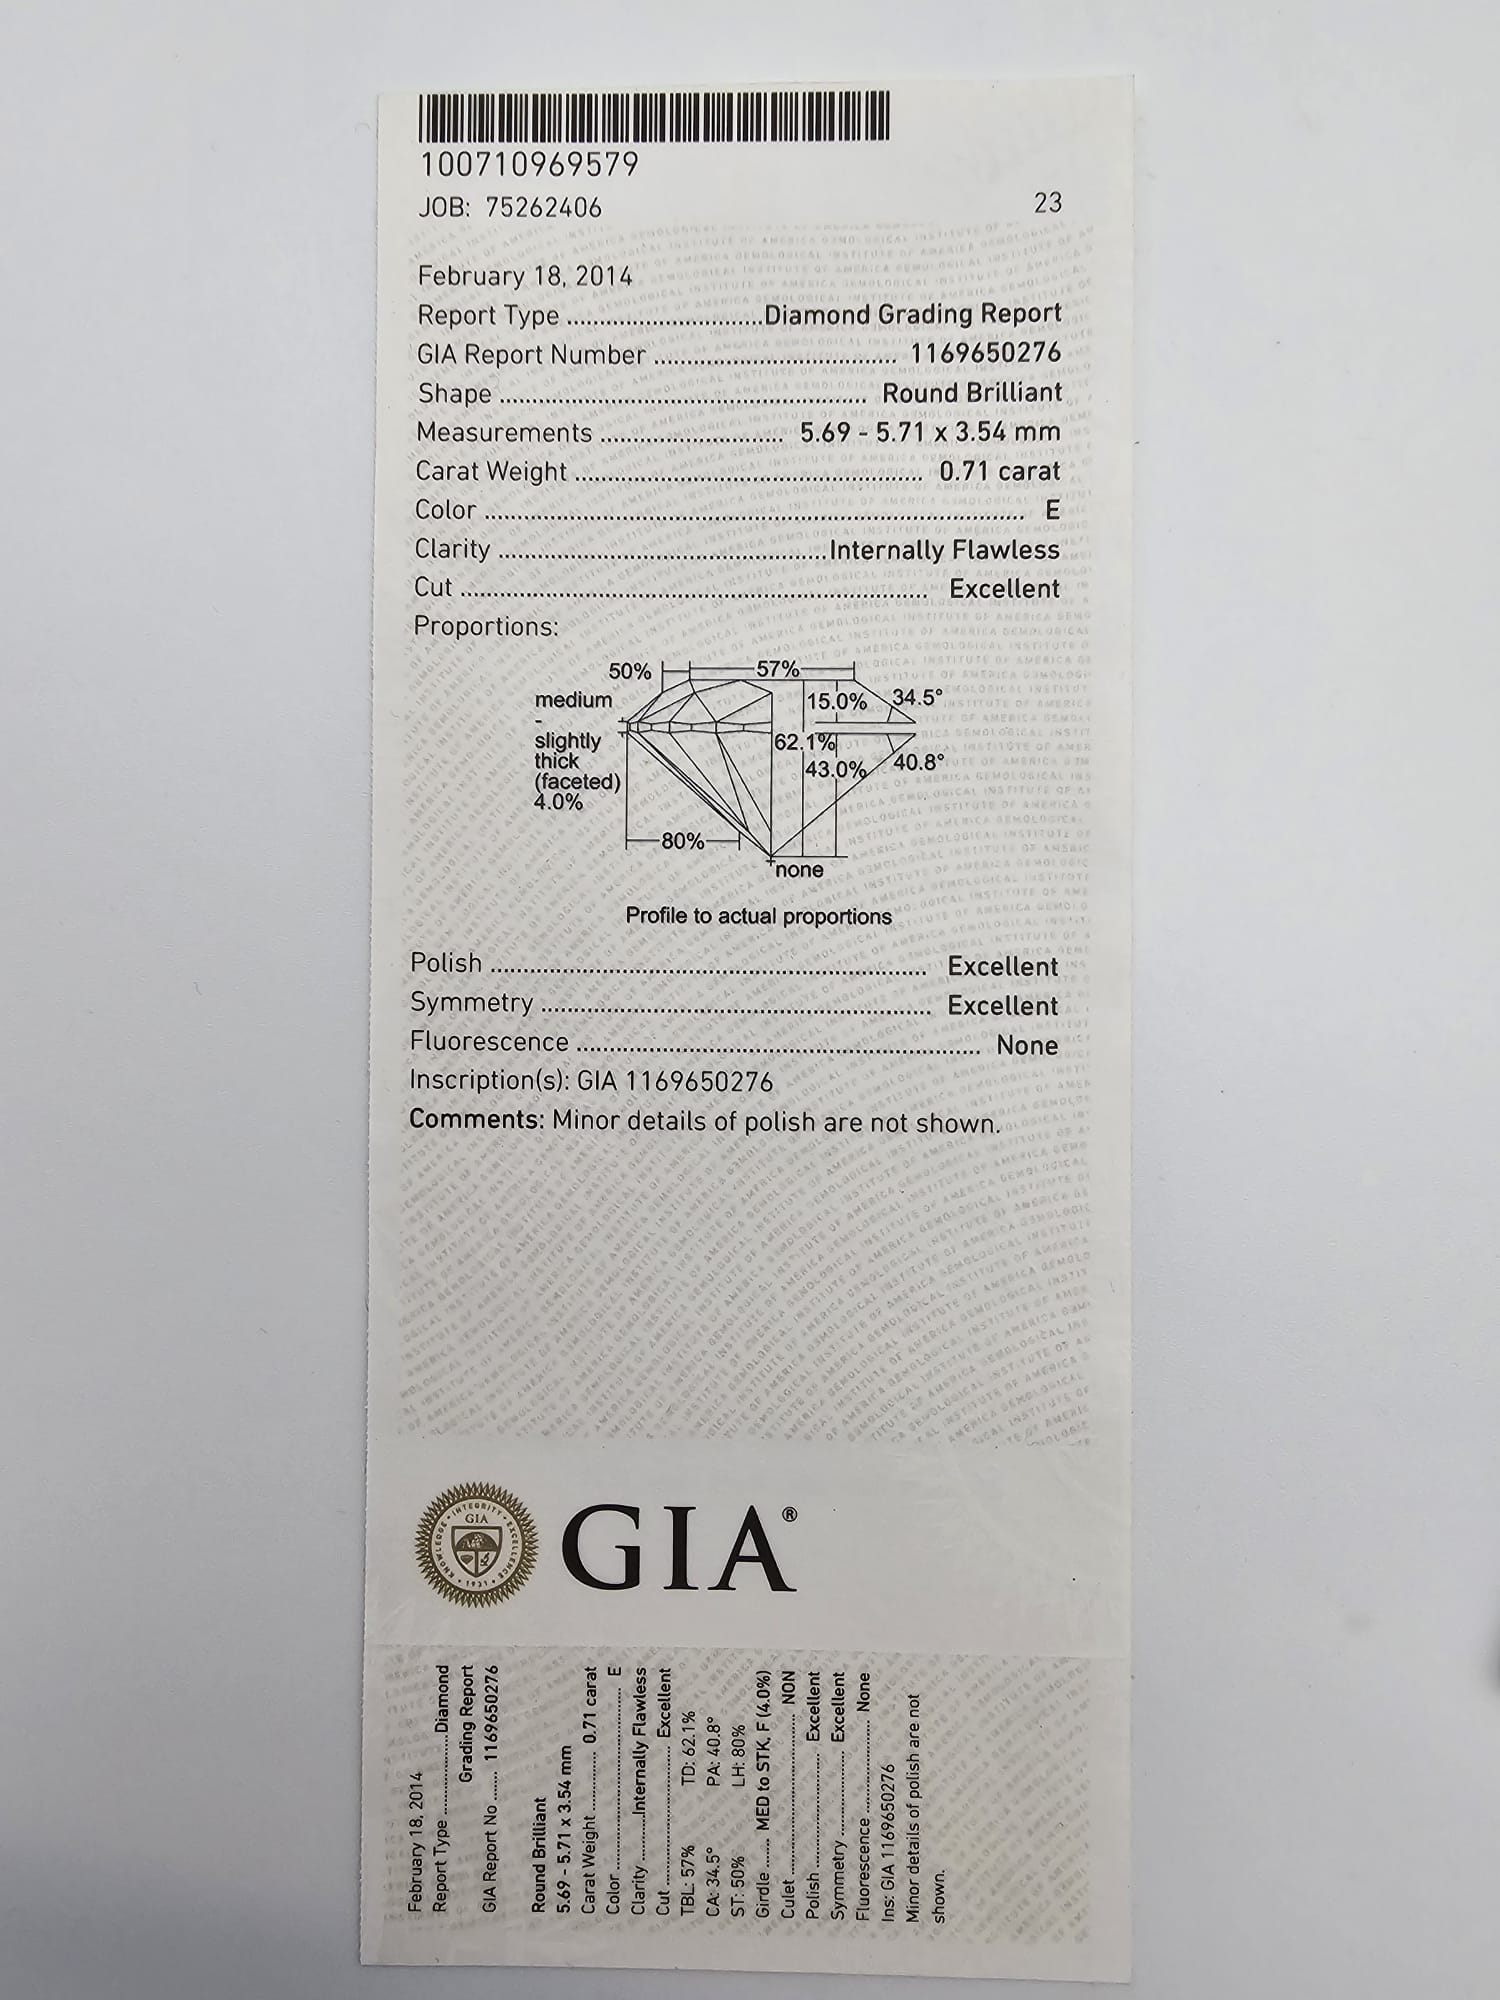 100710969579
JOB: 75262406 23
February 18, 2014
Report Type ............................Diamond Grading Report
GIA Report Number .................................. 1169650276
Shape .................................................... Round Brilliant
Measurements .......................... 5.69 - 5.71 x 3.54 mm
Carat Weight ................................................. 0.71 carat
Color ............................................................................ E
Clarity ..............................................Internally Flawless
Cut .................................................................. Excellent
Proportions:
50% 57%
medium 15.0% 34.5°
-
slightly 62.1%
thick 43.0% 40.8°
(faceted)
4.0%
80%
none
Profile to actual proportions
Polish ............................................................. Excellent
Symmetry ....................................................... Excellent
Fluorescence ........................................................ None
Inscription(s): GIA 1169650276
Comments: Minor details of polish are not shown.
KNOWLEDGE • INTEGRITY • EXCELLENCE
GIA
• 1931 •
GIA®
February 18, 2014
Report Type .................Diamond
Grading Report
GIA Report No ....... 1169650276
Round Brilliant
5.69 - 5.71 x 3.54 mm
Carat Weight ............. 0.71 carat
Color ...................................... E
Clarity ...........Internally Flawless
Cut ........................... Excellent
TBL: 57% TD: 62.1%
CA: 34.5° PA: 40.8°
ST: 50% LH: 80%
Girdle ....... MED to STK, F (4.0%)
Culet ................................ NON
Polish ........................ Excellent
Symmetry ................... Excellent
Fluorescence .................... None
Ins: GIA 1169650276
Minor details of polish are not
shown.